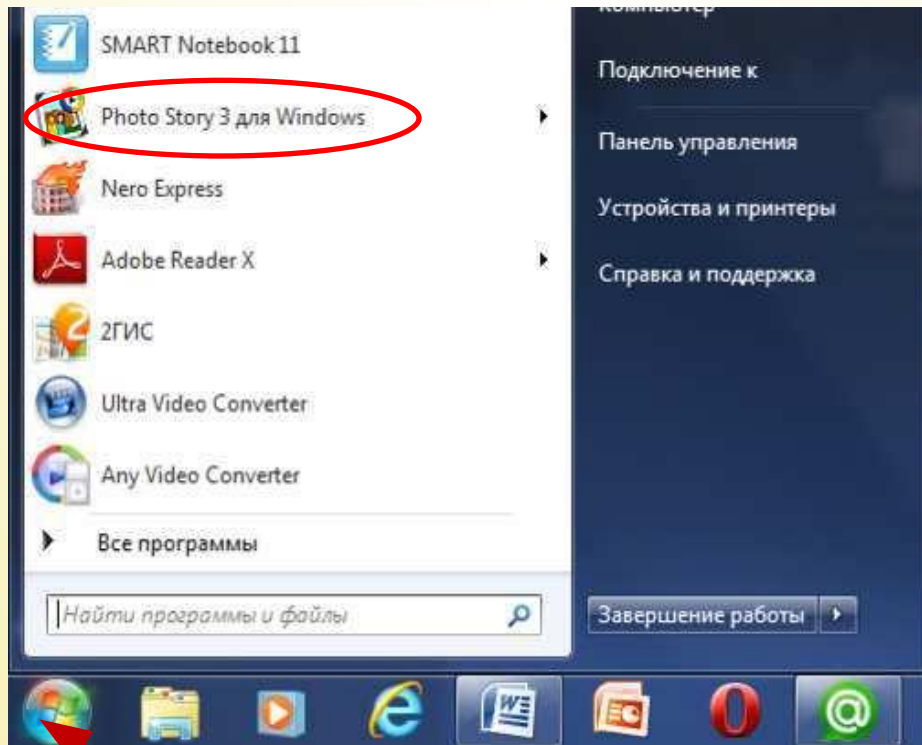 SMART Notebook 11
Photo Story 3 для Windows
Nero Express
Adobe Reader X
2ГИС
Ultra Video Converter
Any Video Converter
Все программы
Найти программы и файлы
Компьютер
Подключение к
Панель управления
Устройства и принтеры
Справка и поддержка
Завершение работы